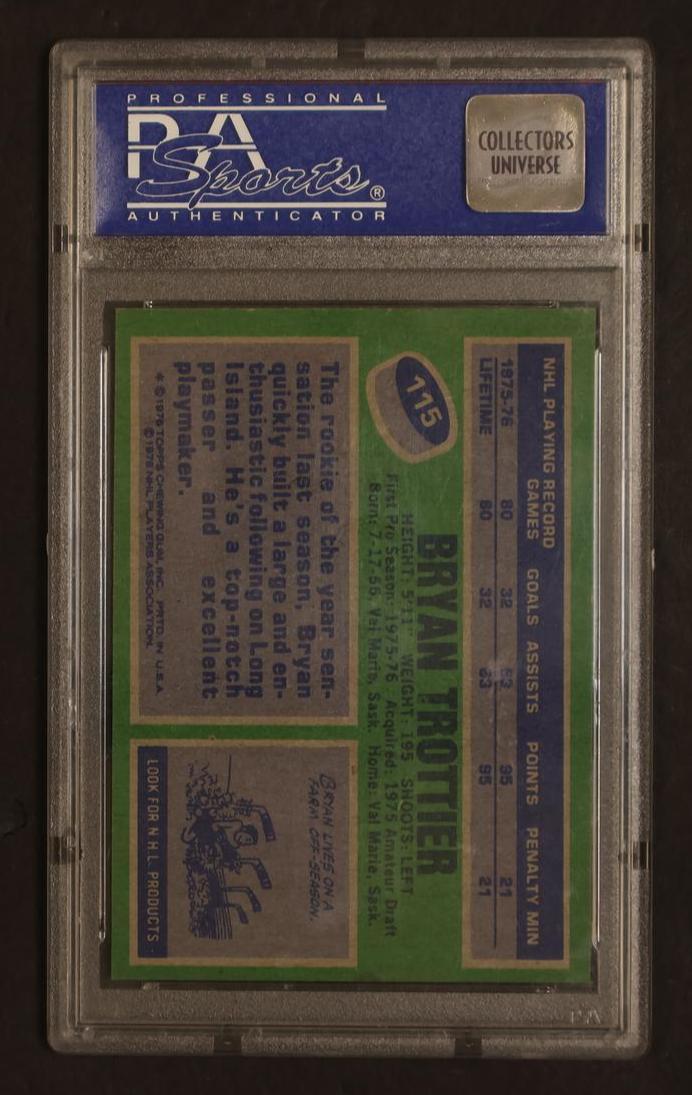 PROFESSIONAL
PSA
Sports®
AUTHENTICATOR
COLLECTORS
UNIVERSE
NHL PLAYING RECORD
GAMES GOALS ASSISTS POINTS PENALTY MIN
1975-76 80 32 63 95 21
LIFETIME 80 32 63 95 21
115
BRYAN TROTTIER
HEIGHT: 5'11" WEIGHT: 195 SHOOTS: LEFT
First Pro Season: 1975-76 Acquired: 1975 Amateur Draft
Born: 7-17-56, Val Marie, Sask. Home: Val Marie, Sask.
The rookie of the year sen-
sation last season, Bryan
quickly built a large and en-
thusiastic following on Long
Island. He's a top-notch
passer and excellent
playmaker.
* © 1976 TOPPS CHEWING GUM, INC. PRTD. IN U.S.A
© 1976 NHL PLAYERS ASSOCIATION.
BRYAN LIVES ON A
FARM OFF-SEASON.
LOOK FOR N.H.L. PRODUCTS